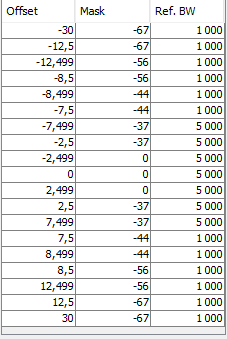 Offset Mask Ref. BW
-30 -67 1 000
-12,5 -67 1 000
-12,499 -56 1 000
-8,5 -56 1 000
-8,499 -44 1 000
-7,5 -44 1 000
-7,499 -37 5 000
-2,5 -37 5 000
-2,499 0 5 000
0 0 5 000
2,499 0 5 000
2,5 -37 5 000
7,499 -37 5 000
7,5 -44 1 000
8,499 -44 1 000
8,5 -56 1 000
12,499 -56 1 000
12,5 -67 1 000
30 -67 1 000